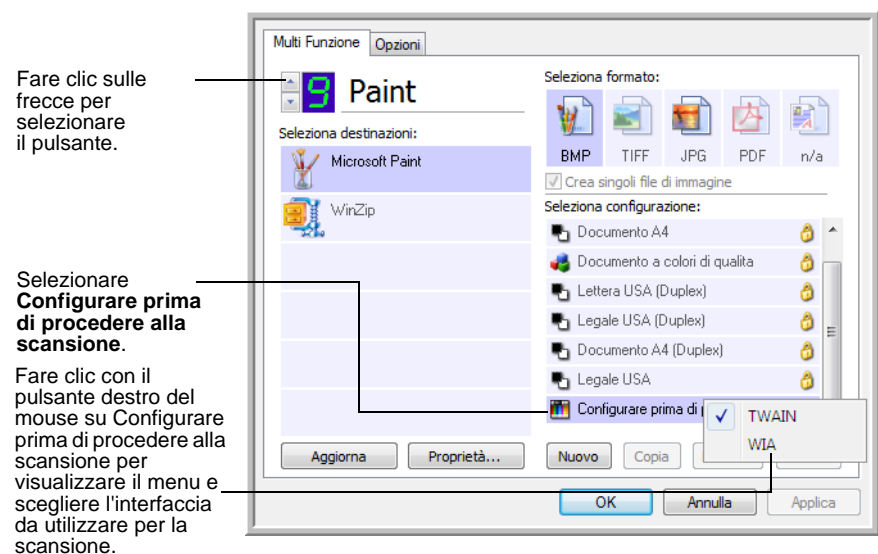 Fare clic sulle
frecce per
selezionare
il pulsante.
Selezionare
Configurare prima
di procedere alla
scansione.
Fare clic con il
pulsante destro del
mouse su Configurare
prima di procedere alla
scansione per
visualizzare il menu e
scegliere l'interfaccia
da utilizzare per la
scansione.
Multi Funzione
Opzioni
9 Paint
Seleziona destinazioni:
Microsoft Paint
WinZip
Aggiorna
Proprietà...
Seleziona formato:
BMP TIFF JPG PDF n/a
Crea singoli file di immagine
Seleziona configurazione:
Documento A4
Documento a colori di qualita
Lettera USA (Duplex)
Legale USA (Duplex)
Documento A4 (Duplex)
Legale USA
Configurare prima di
TWAIN
WIA
Nuovo
Copia
OK
Annulla
Applica